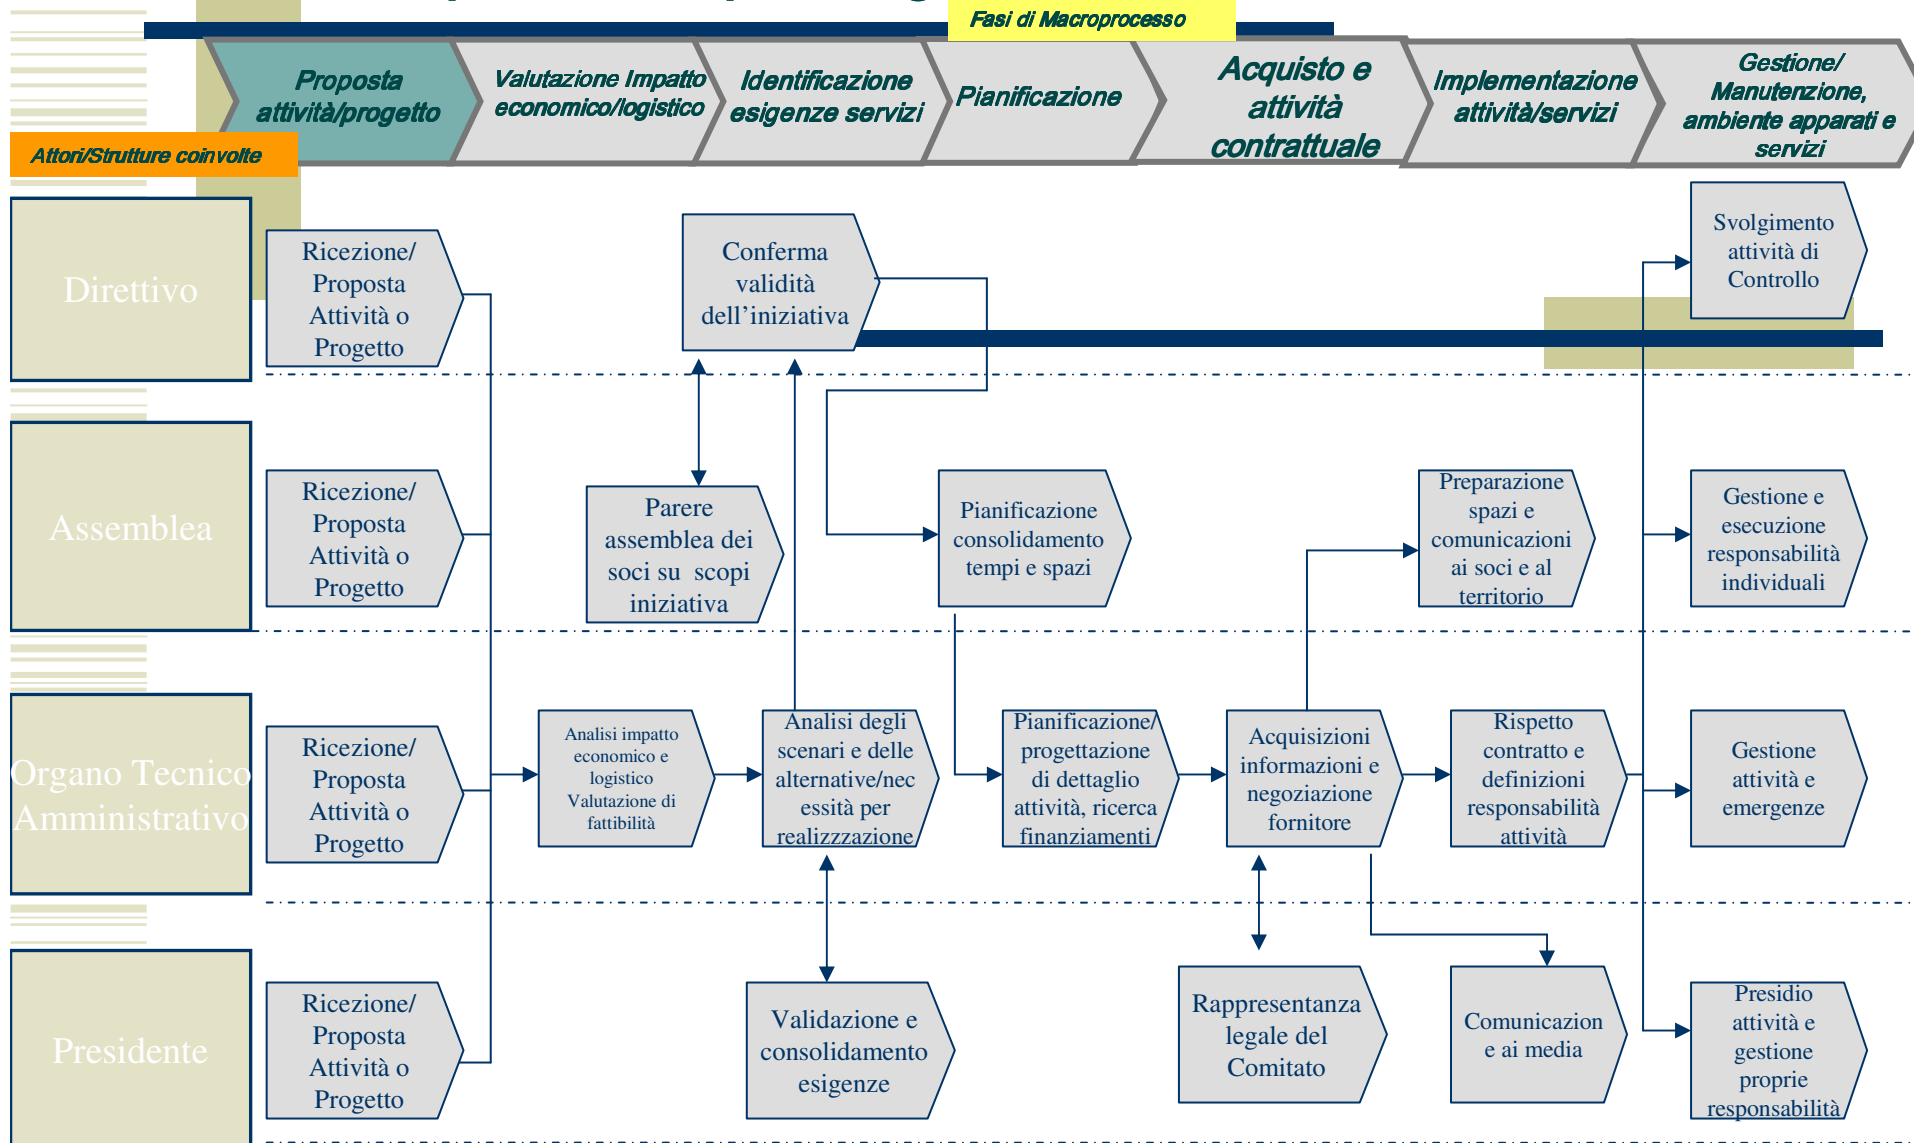 Fasi di Macroprocesso
Proposta
attività/progetto
Valutazione Impatto
economico/logistico
Identificazione
esigenze servizi
Pianificazione
Acquisto e
attività
contrattuale
Implementazione
attività/servizi
Gestione/
Manutenzione,
ambiente apparati e
servizi
Attori/Strutture coinvolte
Direttivo
Ricezione/
Proposta
Attività o
Progetto
Conferma
validità
dell’iniziativa
Svolgimento
attività di
Controllo
Assemblea
Ricezione/
Proposta
Attività o
Progetto
Parere
assemblea dei
soci su  scopi
iniziativa
Pianificazione
consolidamento
tempi e spazi
Preparazione
spazi e
comunicazioni
ai soci e al
territorio
Gestione e
esecuzione
responsabilità
individuali
Organo Tecnico
Amministrativo
Ricezione/
Proposta
Attività o
Progetto
Analisi impatto
economico e
logistico
Valutazione di
fattibilità
Analisi degli
scenari e delle
alternative/nec
essità per
realizzzazione
Pianificazione/
progettazione
di dettaglio
attività, ricerca
finanziamenti
Acquisizioni
informazioni e
negoziazione
fornitore
Rispetto
contratto e
definizioni
responsabilità
attività
Gestione
attività e
emergenze
Presidente
Ricezione/
Proposta
Attività o
Progetto
Validazione e
consolidamento
esigenze
Rappresentanza
legale del
Comitato
Comunicazion
e ai media
Presidio
attività e
gestione
proprie
responsabilità